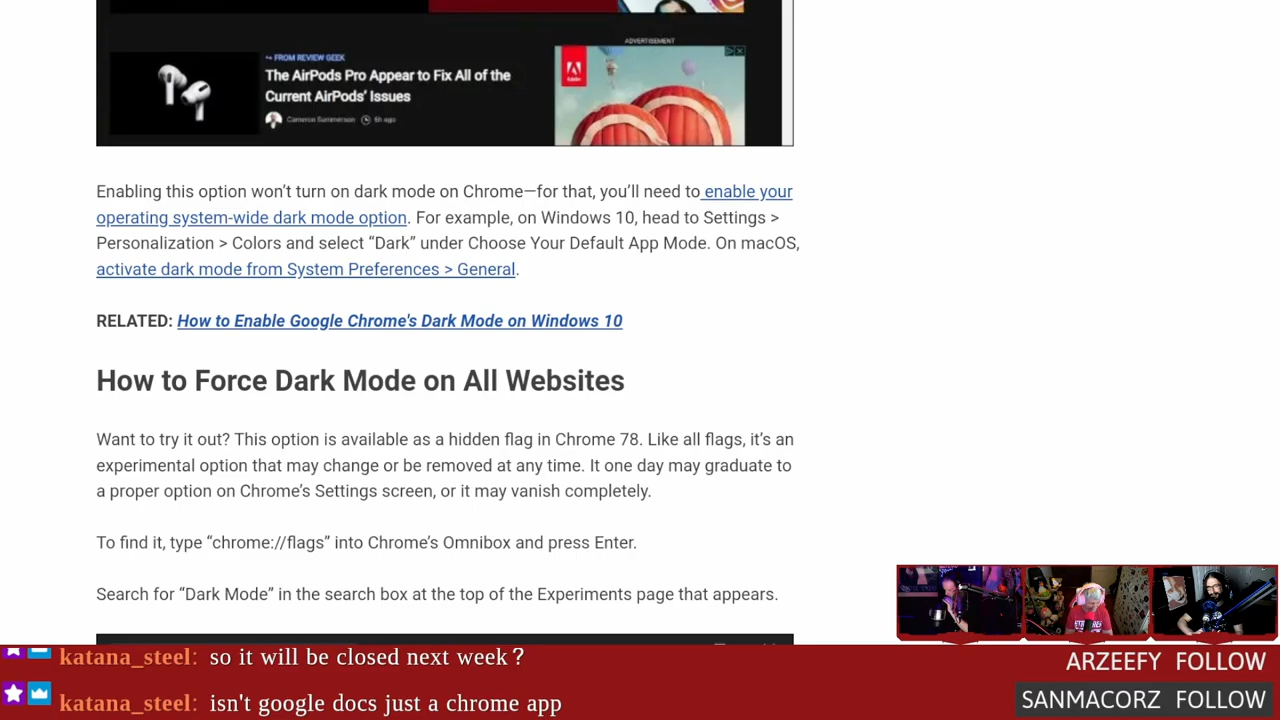 ADVERTISEMENT
FROM REVIEW GEEK
The AirPods Pro Appear to Fix All of the
Current AirPods' Issues
Cameron Summerson 6h ago
Enabling this option won't turn on dark mode on Chrome—for that, you'll need to enable your
operating system-wide dark mode option. For example, on Windows 10, head to Settings >
Personalization > Colors and select “Dark” under Choose Your Default App Mode. On macOS,
activate dark mode from System Preferences > General.
RELATED: How to Enable Google Chrome's Dark Mode on Windows 10
How to Force Dark Mode on All Websites
Want to try it out? This option is available as a hidden flag in Chrome 78. Like all flags, it's an
experimental option that may change or be removed at any time. It one day may graduate to
a proper option on Chrome's Settings screen, or it may vanish completely.
To find it, type “chrome://flags” into Chrome's Omnibox and press Enter.
Search for “Dark Mode” in the search box at the top of the Experiments page that appears.
katana_steel: so it will be closed next week?
katana_steel: isn't google docs just a chrome app
ARZEEFY FOLLOW
SANMACORZ FOLLOW